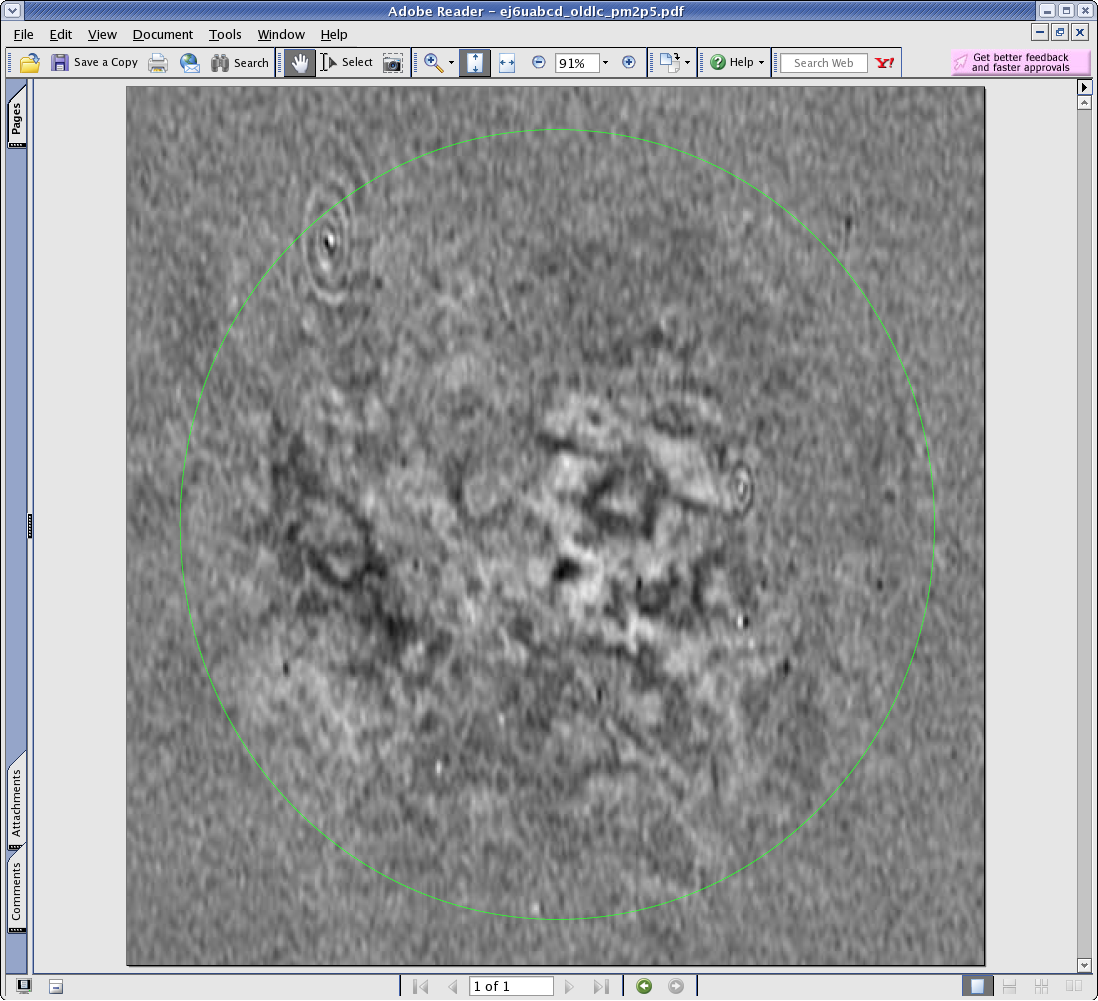 Adobe Reader - ej6uabcd_oldlc_pm2p5.pdf
File Edit View Document Tools Window Help
Save a Copy Search Select 91% Help Search Web Y!
Get better feedback
and faster approvals
Pages
Attachments
Comments
1 of 1